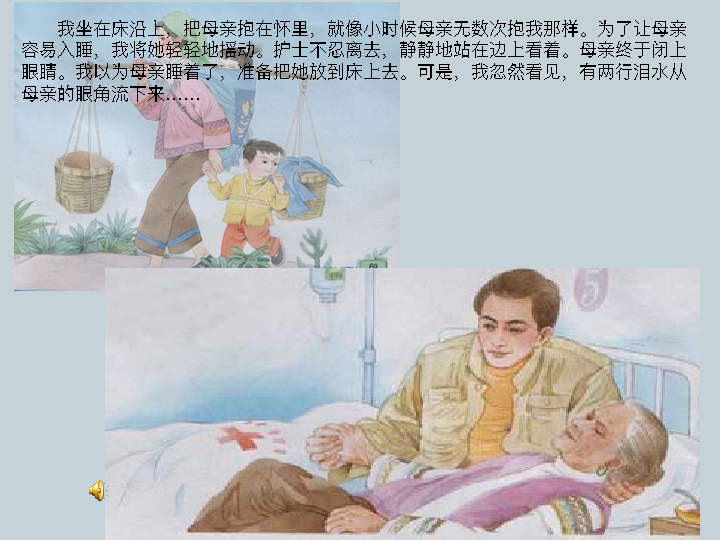 我坐在床沿上，把母亲抱在怀里，就像小时候母亲无数次抱我那样。为了让母亲
容易入睡，我将她轻轻地摇动。护士不忍离去，静静地站在边上看着。母亲终于闭上
眼睛。我以为母亲睡着了，准备把她放到床上去。可是，我忽然看见，有两行泪水从
母亲的眼角流下来……
69
5